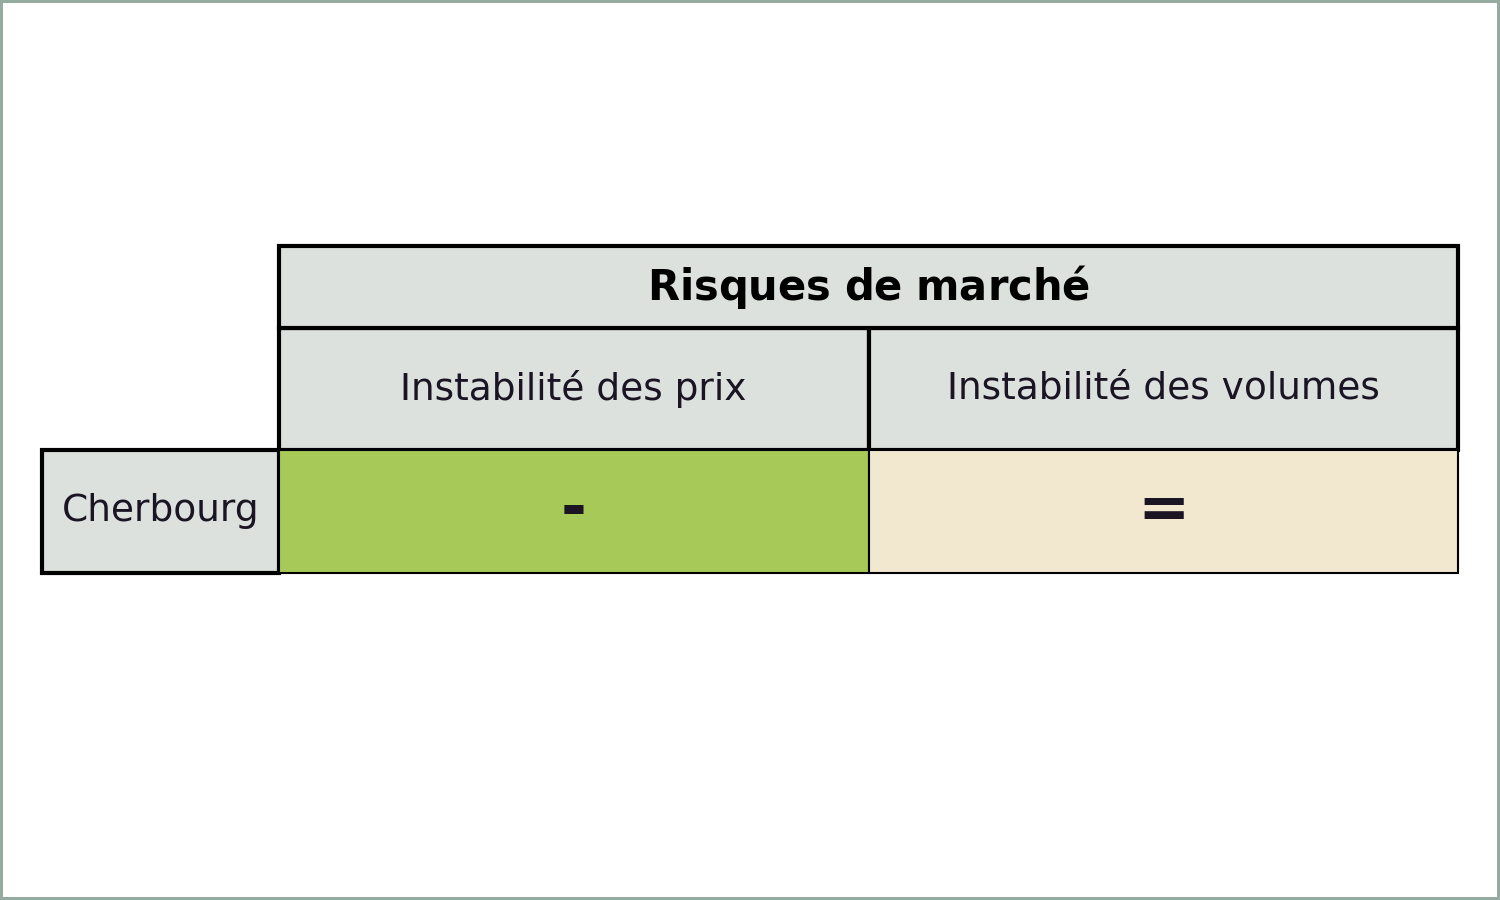 Risques de marché
Instabilité des prix
Instabilité des volumes
Cherbourg
-
=